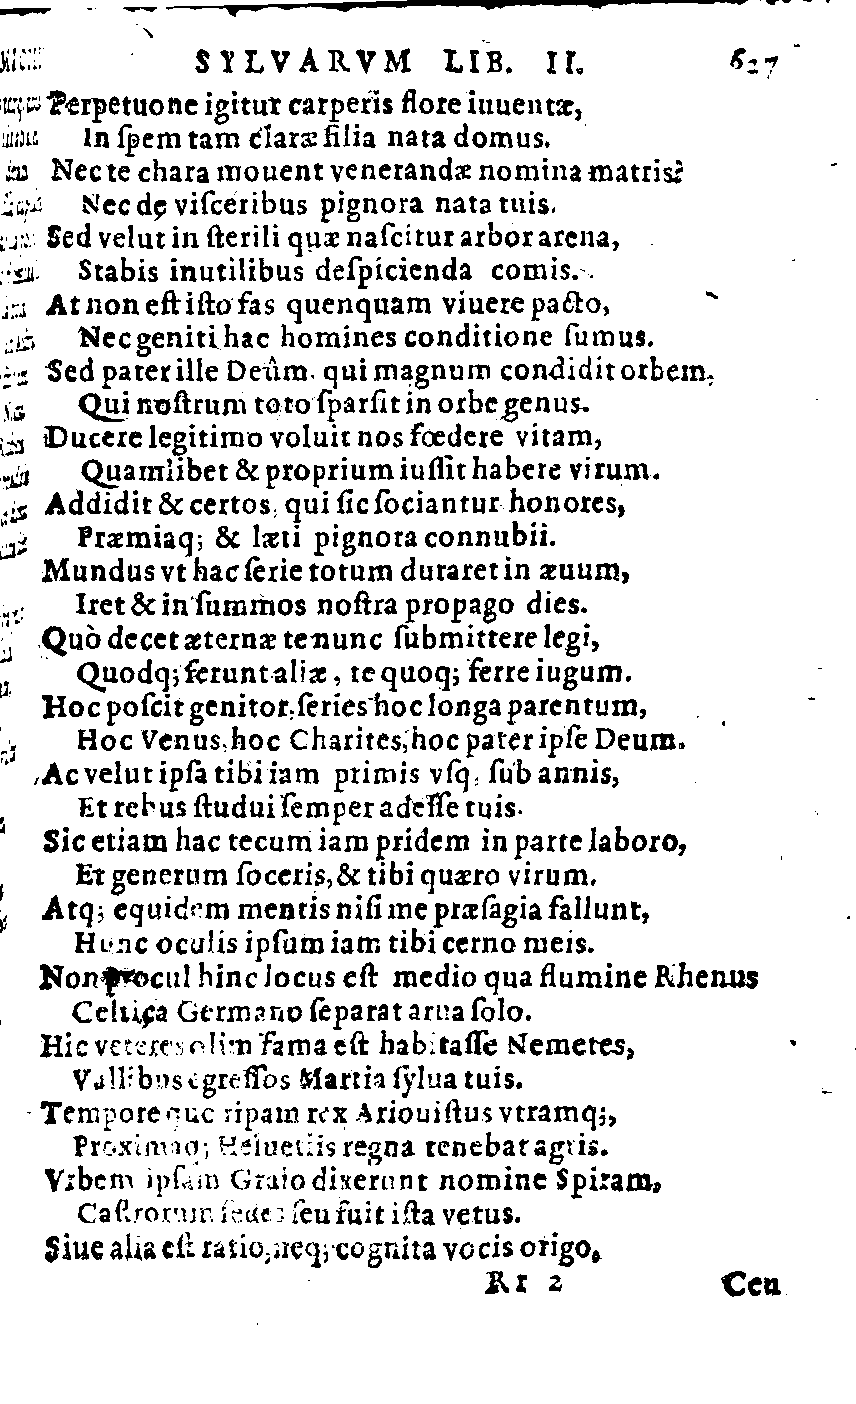 SYLVARVM LIB. II. 627
Perpetuone igitur carperis flore iuuentæ,
In ſpem tam claræ filia nata domus.
Nec te chara mouent venerandæ nomina matris?
Nec de viſceribus pignora nata tuis.
Sed velut in ſterili quæ naſcitur arbor arena,
Stabis inutilibus deſpicienda comis.
At non eſt iſto fas quenquam viuere pacto,
Nec geniti hac homines conditione ſumus.
Sed pater ille Deûm. qui magnum condidit orbem,
Qui noſtrum toto ſparſit in orbe genus.
Ducere legitimo voluit nos fœdere vitam,
Quamlibet & proprium iuſſit habere virum.
Addidit & certos, qui ſic ſociantur honores,
Præmiaq; & læti pignora connubii.
Mundus vt hac ſerie totum duraret in æuum,
Iret & in ſummos noſtra propago dies.
Quò decet æternæ te nunc ſubmittere legi,
Quodq; ferunt aliæ, te quoq; ferre iugum.
Hoc poſcit genitor, ſeries hoc longa parentum,
Hoc Venus, hoc Charites, hoc pater ipſe Deum.
Ac velut ipſa tibi iam primis vſq, ſub annis,
Et rebus ſtudui ſemper adeſſe tuis.
Sic etiam hac tecum iam pridem in parte laboro,
Et generum ſoceris, & tibi quæro virum.
Atq; equidem mentis niſi me præſagia fallunt,
Hunc oculis ipſum iam tibi cerno meis.
Non procul hinc locus eſt medio qua flumine Rhenus
Celtica Germano ſeparat arua ſolo.
Hic veteres olim fama eſt habitaſſe Nemetes,
Vallibus egreſſos Martia ſylua tuis.
Tempore quo ripam rex Ariouiſtus vtramq;,
Proximaq; Heluetiis regna tenebat agris.
Vrbem ipſam Graio dixerunt nomine Spiram,
Caſtrorum ſedes ſeu fuit iſta vetus.
Siue alia eſt ratio, neq; cognita vocis origo,
Rr 2 Ceu